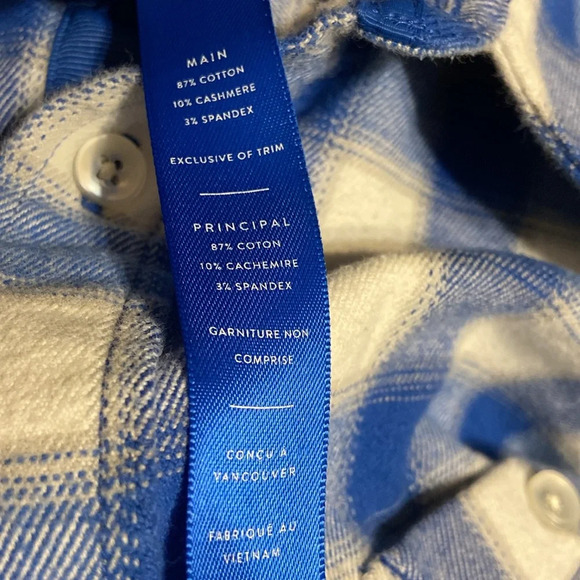 MAIN
87% COTTON
10% CASHMERE
3% SPANDEX
EXCLUSIVE OF TRIM
PRINCIPAL
87% COTON
10% CACHEMIRE
3% SPANDEX
GARNITURE NON
COMPRISE
CONÇU A
VANCOUVER
FABRIQUÉ AU
VIETNAM